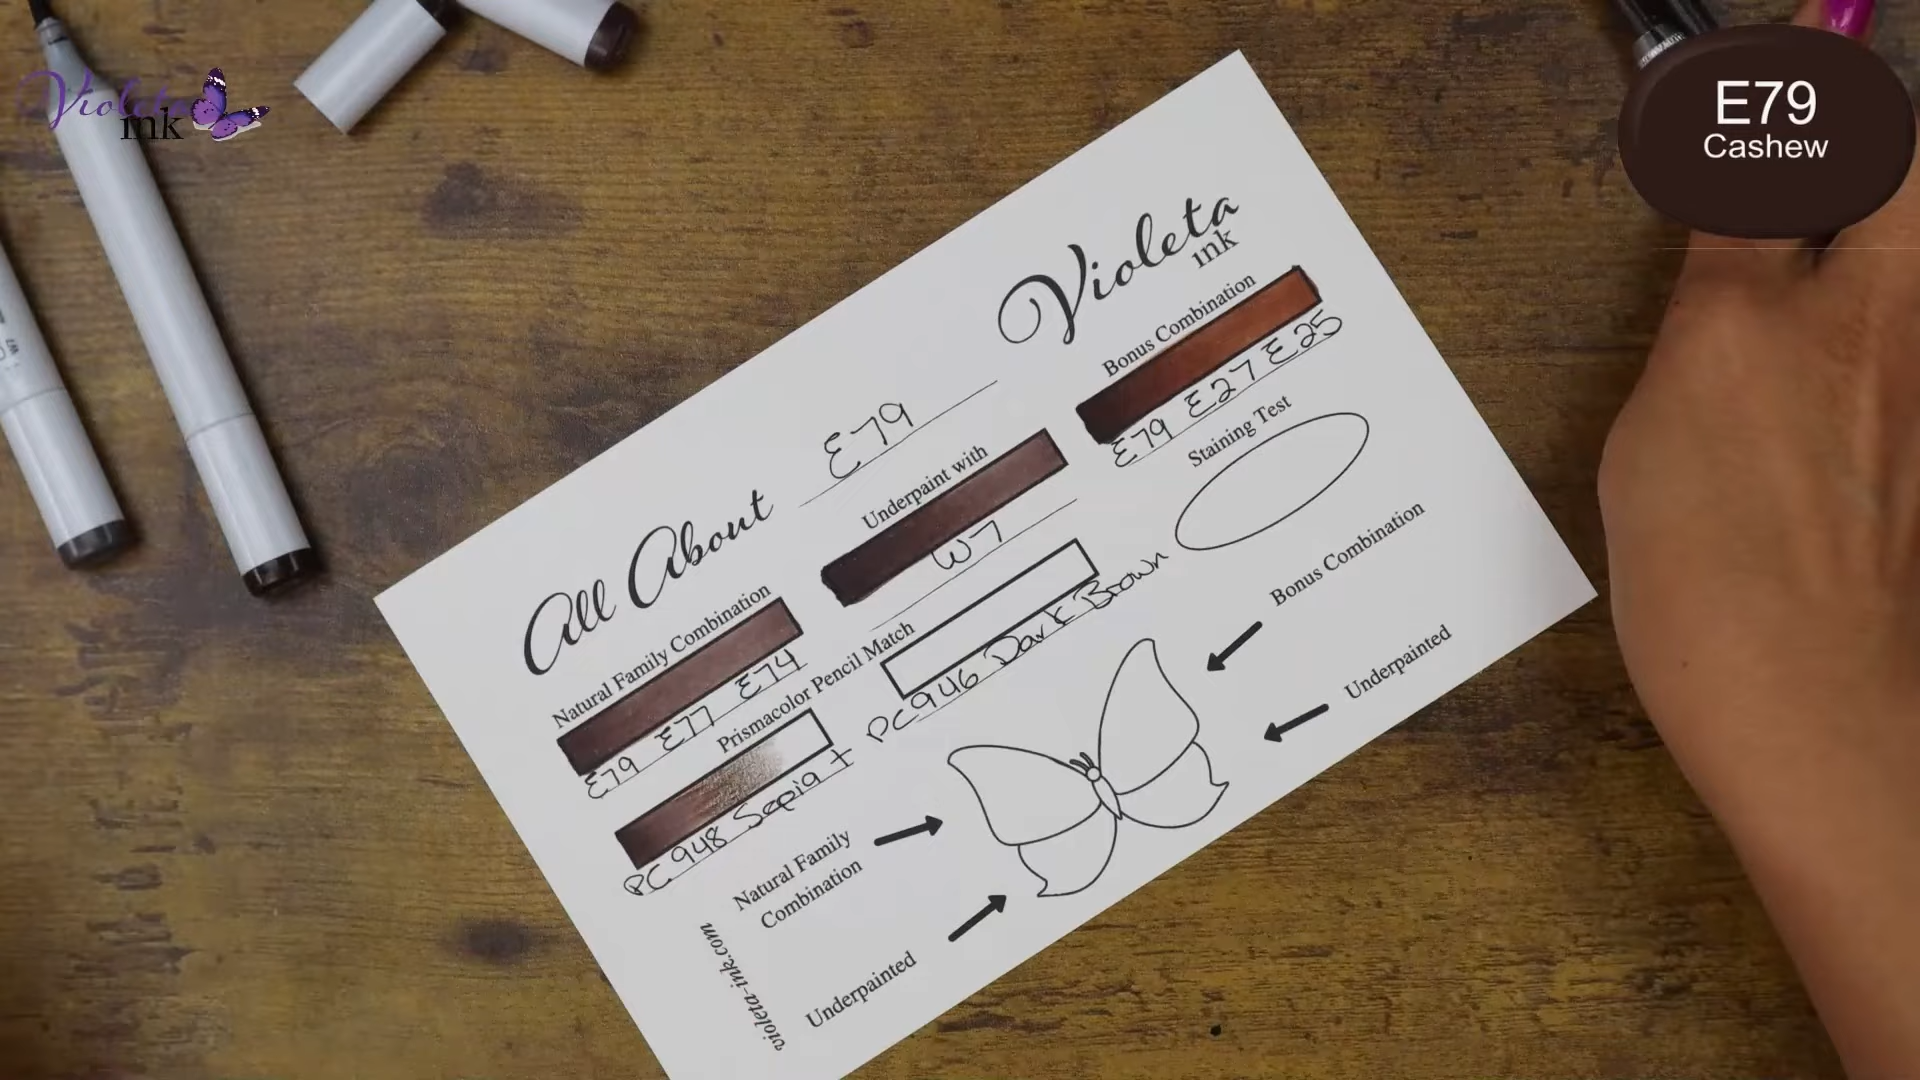 Violeta
ink
E79
Cashew
Violeta
ink
All About E79
Natural Family Combination
E79 E77 E74
Underpaint with
W7
Bonus Combination
E79 E27 E25
Prismacolor Pencil Match
PC948 Sepia + PC946 Dark Brown
Staining Test
Bonus Combination
Underpainted
Natural Family
Combination
Underpainted
violeta-ink.com
W7